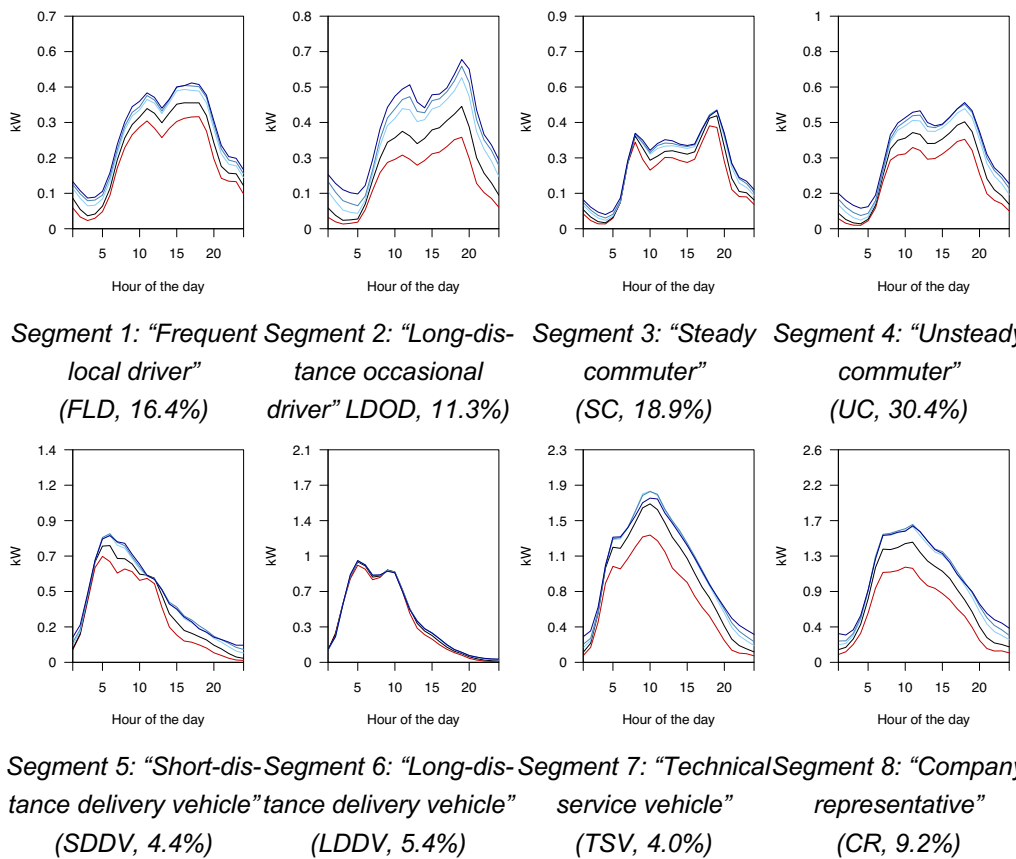 0.7 0.8 0.9 1
0.6 0.7 0.7 0.8
0.5 0.5 0.6 0.7
0.4 0.4 0.4 0.5
0.3 0.3 0.3 0.3
0.1 0.1 0.1 0.2
0 0 0 0
kW kW kW kW
5 10 15 20 5 10 15 20 5 10 15 20 5 10 15 20
Hour of the day Hour of the day Hour of the day Hour of the day
Segment 1: “Frequent Segment 2: “Long-dis- Segment 3: “Steady Segment 4: “Unsteady
local driver” tance occasional commuter” commuter”
(FLD, 16.4%) driver” LDOD, 11.3%) (SC, 18.9%) (UC, 30.4%)
1.4 2.1 2.3 2.6
1.2 1.7 1.9 2.2
0.9 1.4 1.5 1.7
0.7 1 1.1 1.3
0.5 0.7 0.8 0.9
0.2 0.3 0.4 0.4
0 0 0 0
kW kW kW kW
5 10 15 20 5 10 15 20 5 10 15 20 5 10 15 20
Hour of the day Hour of the day Hour of the day Hour of the day
Segment 5: “Short-dis- Segment 6: “Long-dis- Segment 7: “Technical Segment 8: “Company
tance delivery vehicle” tance delivery vehicle” service vehicle” representative”
(SDDV, 4.4%) (LDDV, 5.4%) (TSV, 4.0%) (CR, 9.2%)